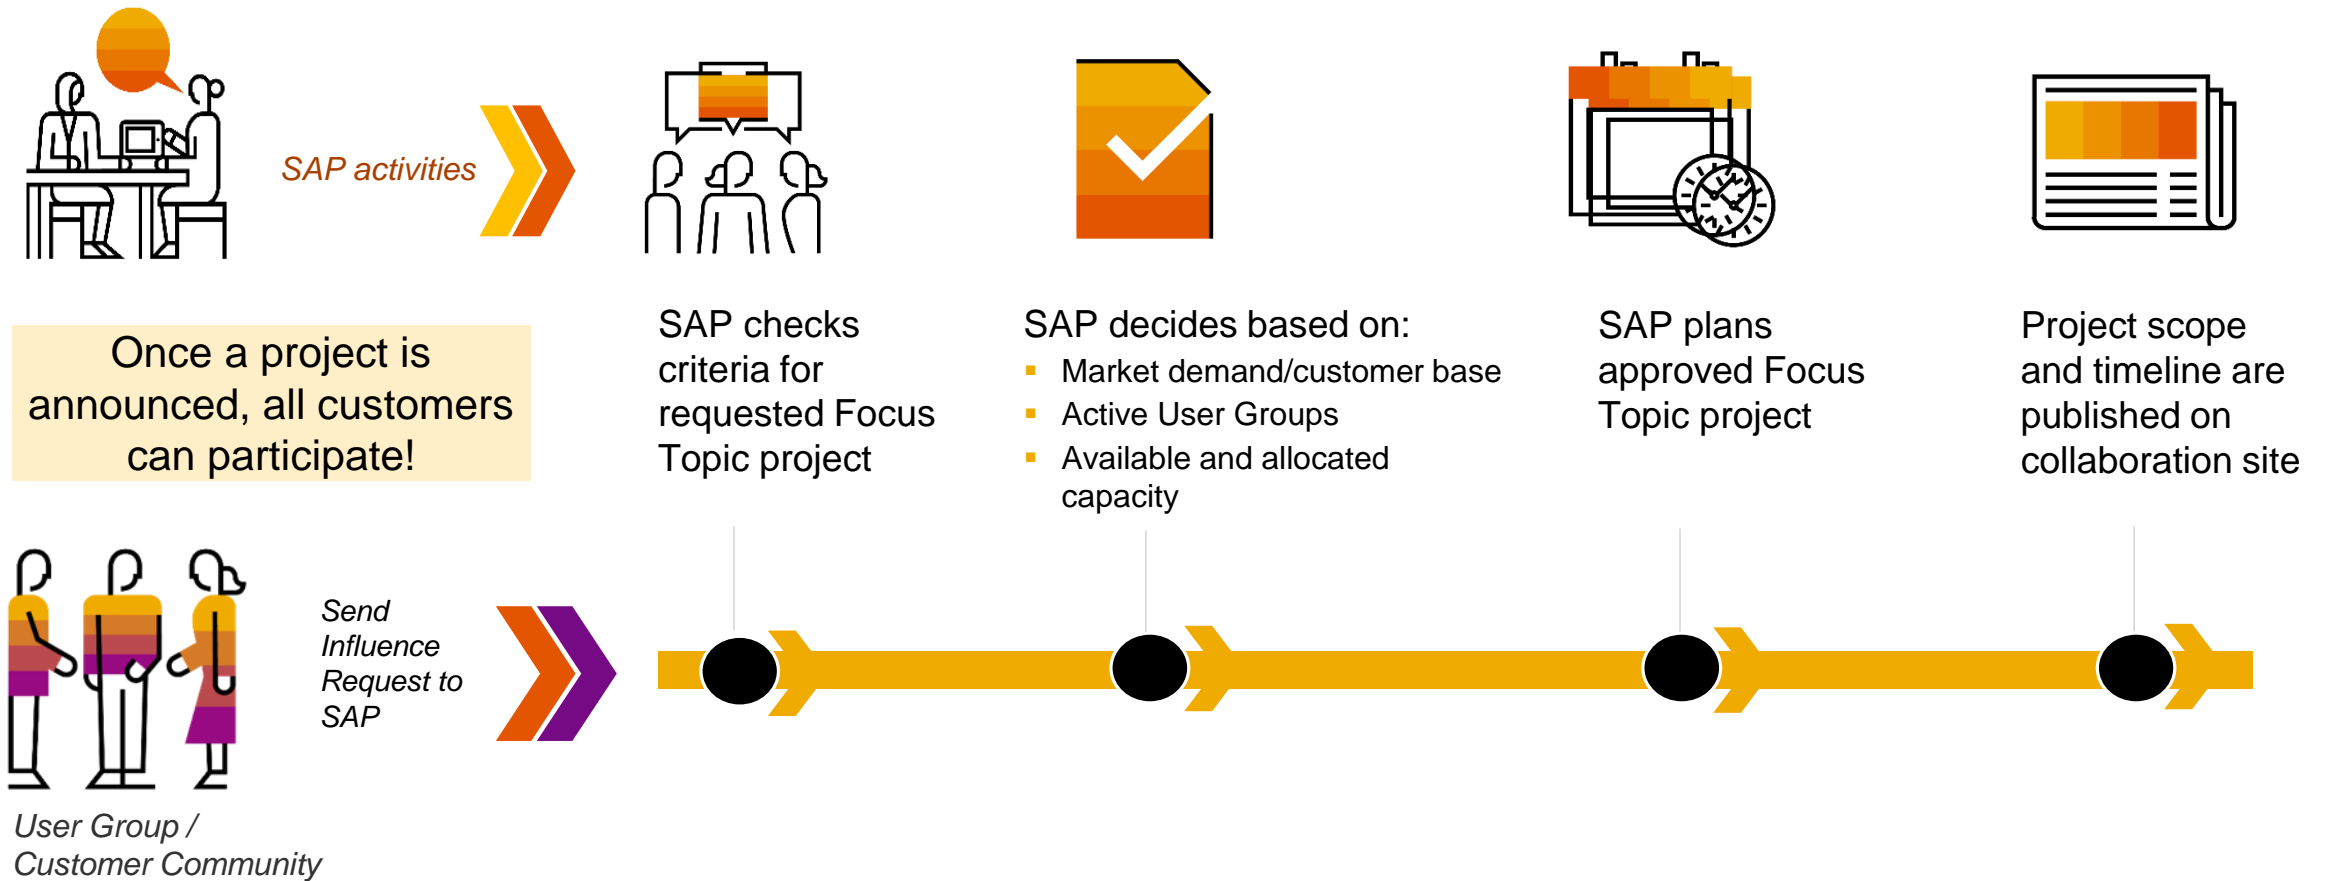 SAP activities
Once a project is
announced, all customers
can participate!
SAP checks
criteria for
requested Focus
Topic project
SAP decides based on:
▪ Market demand/customer base
▪ Active User Groups
▪ Available and allocated
capacity
SAP plans
approved Focus
Topic project
Project scope
and timeline are
published on
collaboration site
Send
Influence
Request to
SAP
User Group /
Customer Community